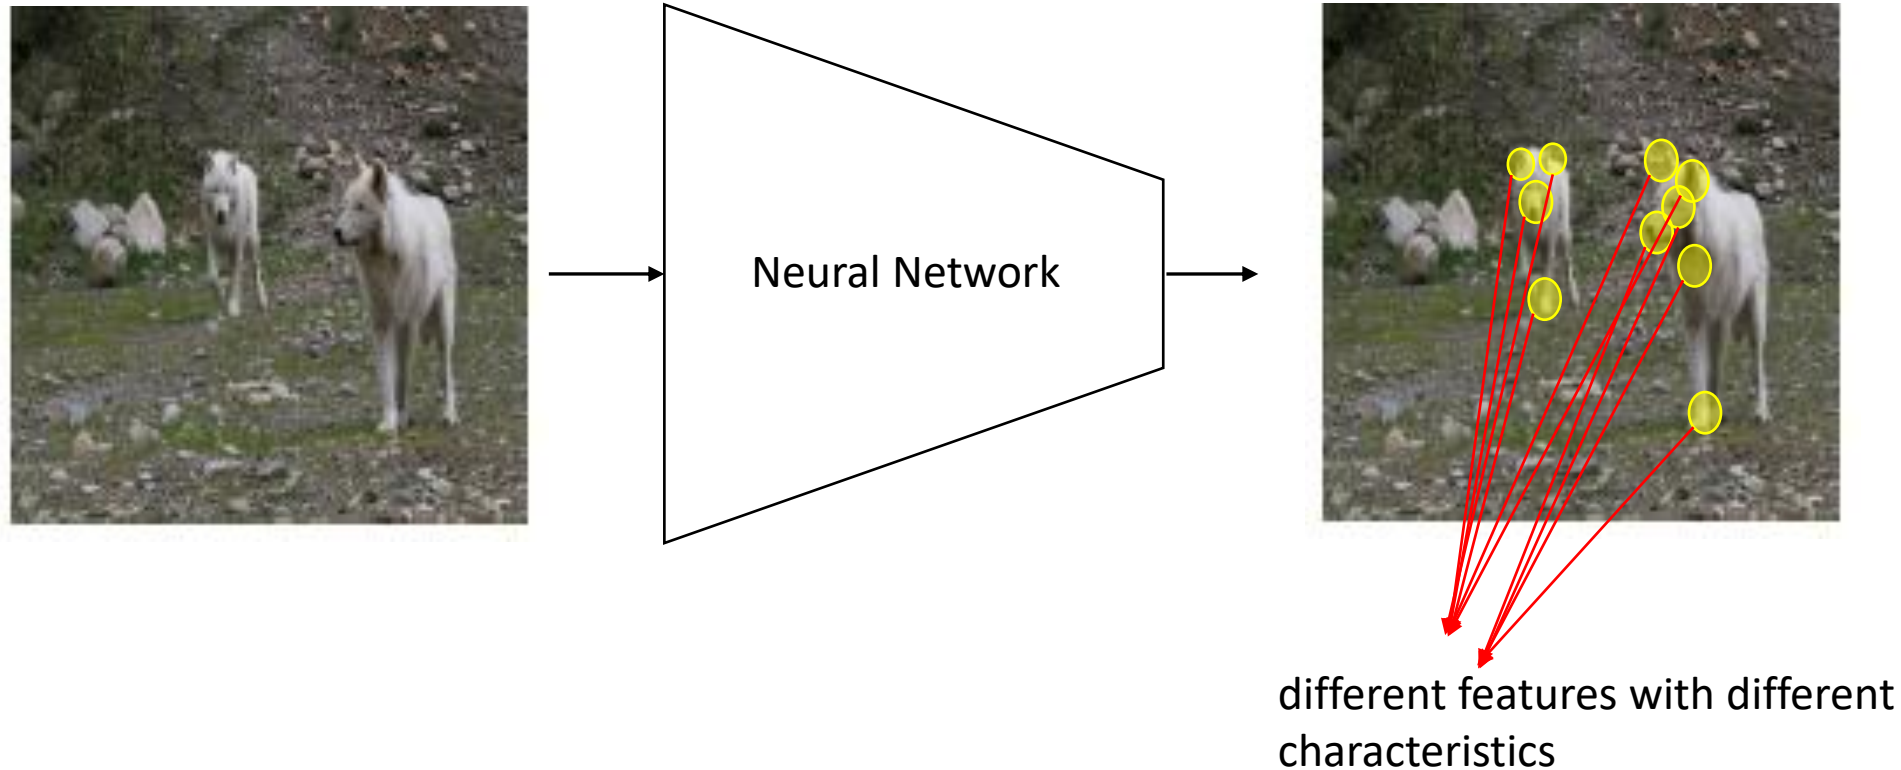 Neural Network
different features with different
characteristics